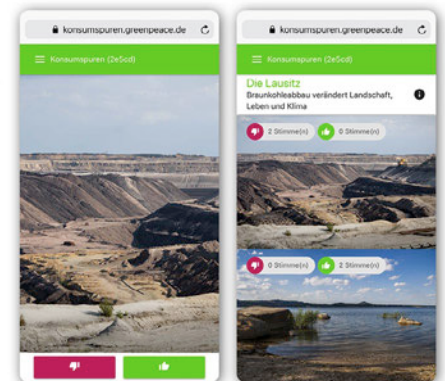 konsumspuren.greenpeace.de
Konsumspuren (2e5cd)
konsumspuren.greenpeace.de
Konsumspuren (2e5cd)
Die Lausitz
Braunkohleabbau verändert Landschaft,
Leben und Klima
2 Stimme(n) 0 Stimme(n)
0 Stimme(n) 2 Stimme(n)